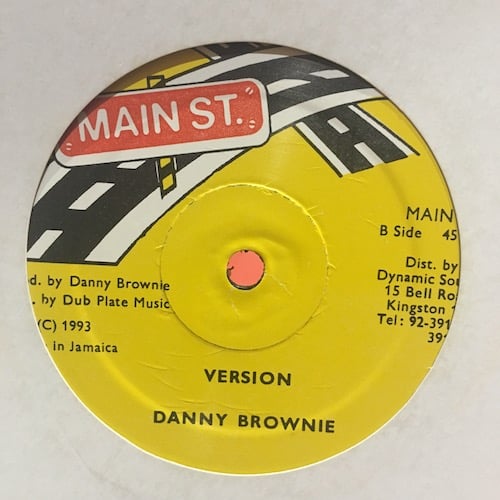 MAIN ST.
MAIN
B Side 45
Dist. by
Dynamic Sou
15 Bell Ro
Kingston
Tel: 92-391
39
d. by Danny Brownie
. by Dub Plate Music
(C) 1993
in Jamaica
VERSION
DANNY BROWNIE